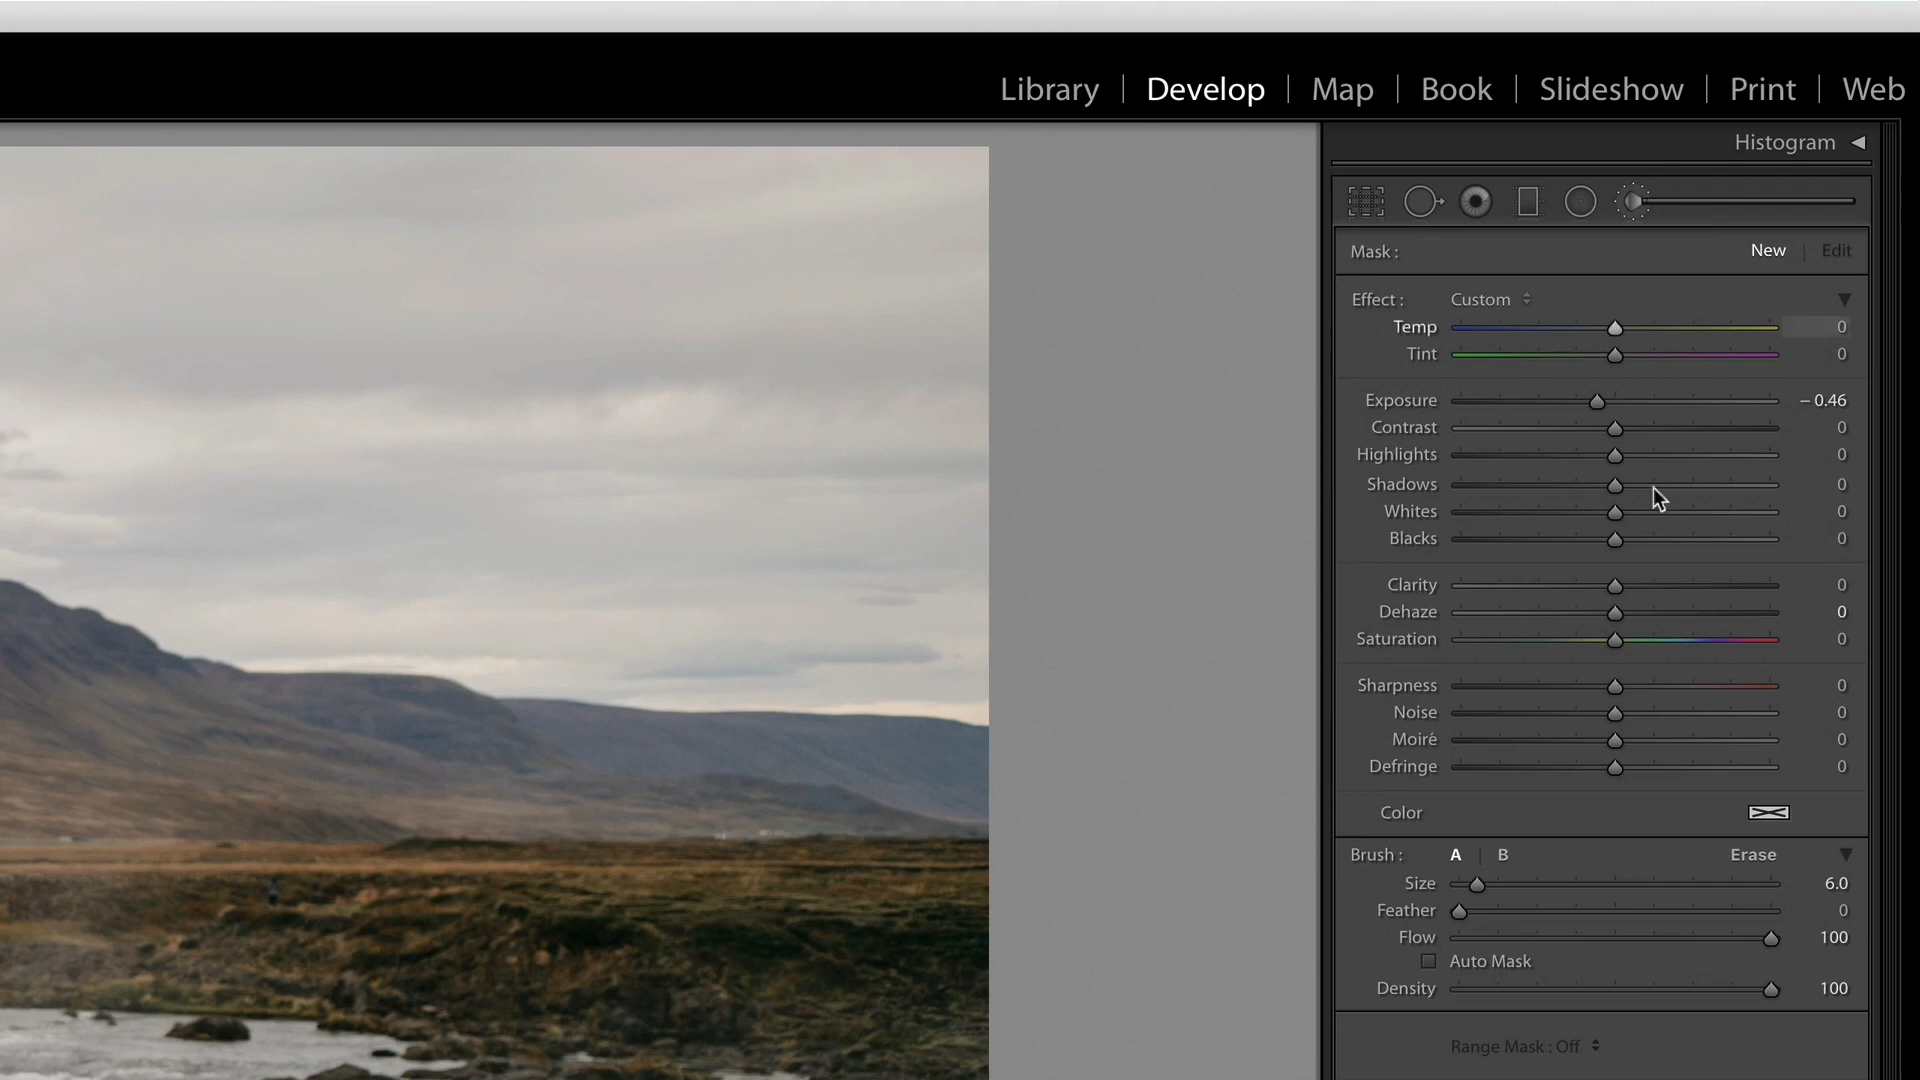 Library | Develop | Map | Book | Slideshow | Print | Web
Histogram
Mask : New | Edit
Effect : Custom
Temp 0
Tint 0
Exposure – 0.46
Contrast 0
Highlights 0
Shadows 0
Whites 0
Blacks 0
Clarity 0
Dehaze 0
Saturation 0
Sharpness 0
Noise 0
Moiré 0
Defringe 0
Color
Brush : A | B Erase
Size 6.0
Feather 0
Flow 100
Auto Mask
Density 100
Range Mask : Off